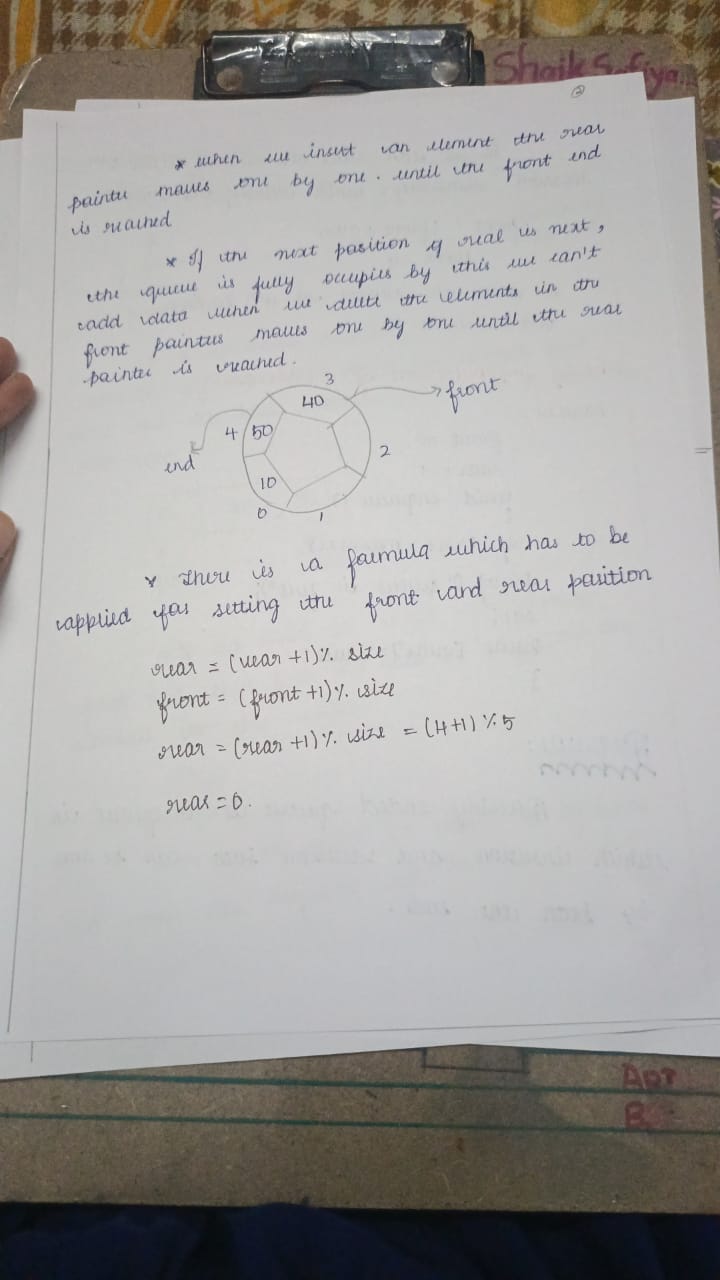 Shaik Safiya
2
* when we insert an element the rear
pointer moves one by one. until the front end
is reached
* If the next position of real is next,
the queue is fully occupies by this we can't
add data when we delete the elements in the
front pointers moves one by one until the rear
pointer is reached.
3
40
front
4 50
2
end
10
0
1
* There is a formula which has to be
applied for setting the front and rear position
rear = (rear +1)% size
front = (front +1)% size
rear = (rear +1)% size = (4+1) %5
rear = 0.